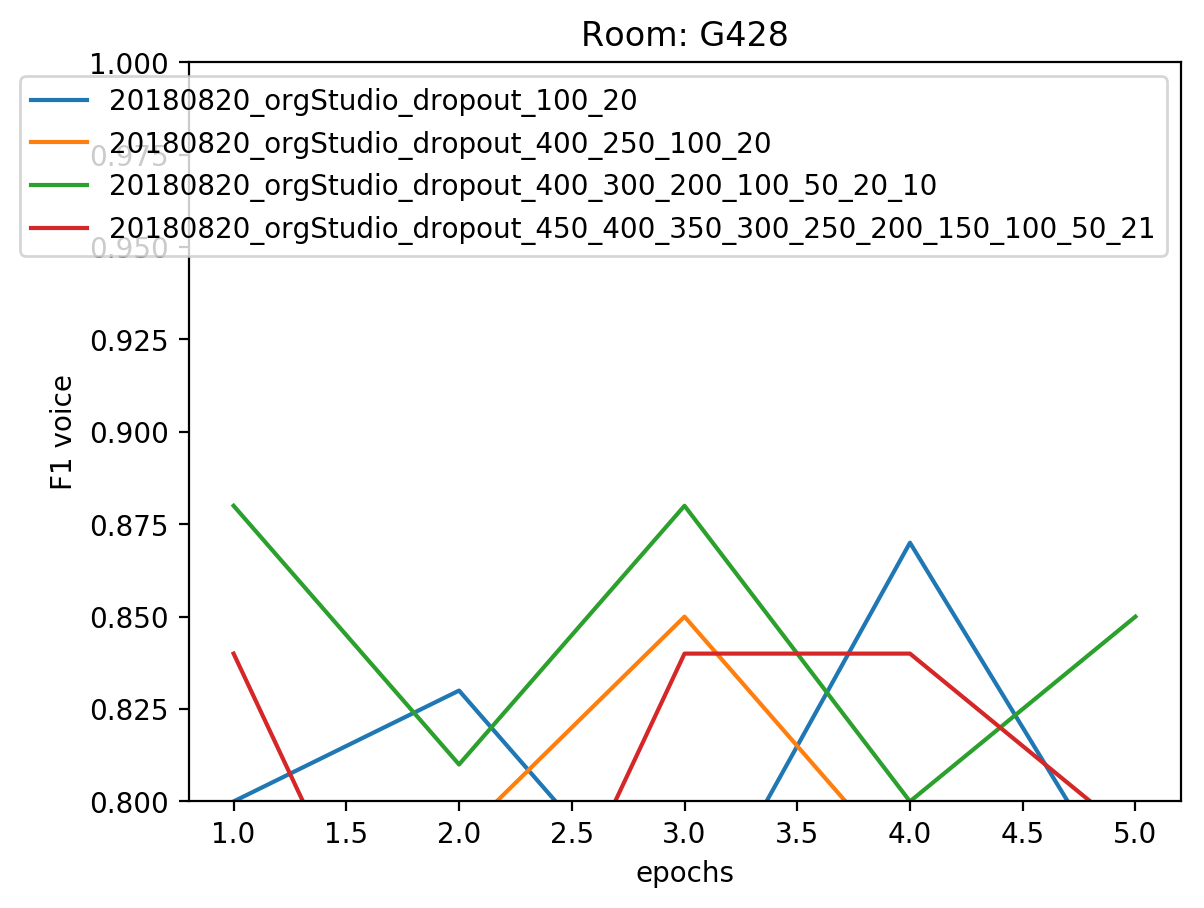 Room: G428
1.000
20180820_orgStudio_dropout_100_20
20180820_orgStudio_dropout_400_250_100_20
0.975
20180820_orgStudio_dropout_400_300_200_100_50_20_10
20180820_orgStudio_dropout_450_400_350_300_250_200_150_100_50_21
0.950
0.925
0.900
F1 voice
0.875
0.850
0.825
0.800
1.0 1.5 2.0 2.5 3.0 3.5 4.0 4.5 5.0
epochs